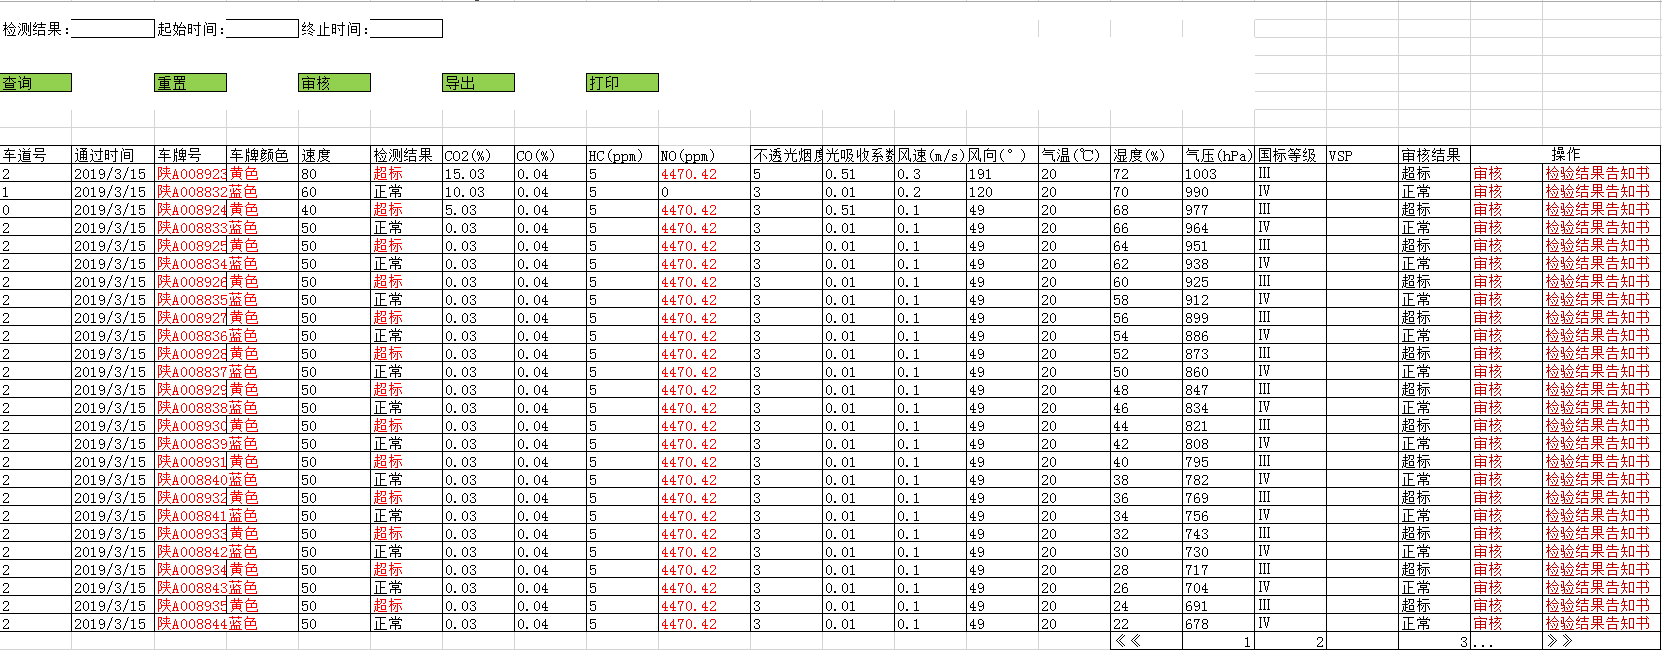 检测结果: 起始时间: 终止时间:
查询 重置 审核 导出 打印
车道号 通过时间 车牌号 车牌颜色 速度 检测结果 CO2(%) CO(%) HC(ppm) NO(ppm) 不透光烟度 光吸收系数 风速(m/s) 风向(°) 气温(℃) 湿度(%) 气压(hPa) 国标等级 VSP 审核结果 操作
2 2019/3/15 陕A008923 黄色 80 超标 15.03 0.04 5 4470.42 5 0.51 0.3 191 20 72 1003 Ⅲ 超标 审核 检验结果告知书
1 2019/3/15 陕A008832 蓝色 60 正常 10.03 0.04 5 0 3 0.01 0.2 120 20 70 990 Ⅳ 正常 审核 检验结果告知书
0 2019/3/15 陕A008924 黄色 40 超标 5.03 0.04 5 4470.42 3 0.51 0.1 49 20 68 977 Ⅲ 超标 审核 检验结果告知书
2 2019/3/15 陕A008833 蓝色 50 正常 0.03 0.04 5 4470.42 3 0.01 0.1 49 20 66 964 Ⅳ 正常 审核 检验结果告知书
2 2019/3/15 陕A008925 黄色 50 超标 0.03 0.04 5 4470.42 3 0.01 0.1 49 20 64 951 Ⅲ 超标 审核 检验结果告知书
2 2019/3/15 陕A008834 蓝色 50 正常 0.03 0.04 5 4470.42 3 0.01 0.1 49 20 62 938 Ⅳ 正常 审核 检验结果告知书
2 2019/3/15 陕A008926 黄色 50 超标 0.03 0.04 5 4470.42 3 0.01 0.1 49 20 60 925 Ⅲ 超标 审核 检验结果告知书
2 2019/3/15 陕A008835 蓝色 50 正常 0.03 0.04 5 4470.42 3 0.01 0.1 49 20 58 912 Ⅳ 正常 审核 检验结果告知书
2 2019/3/15 陕A008927 黄色 50 超标 0.03 0.04 5 4470.42 3 0.01 0.1 49 20 56 899 Ⅲ 超标 审核 检验结果告知书
2 2019/3/15 陕A008836 蓝色 50 正常 0.03 0.04 5 4470.42 3 0.01 0.1 49 20 54 886 Ⅳ 正常 审核 检验结果告知书
2 2019/3/15 陕A008928 黄色 50 超标 0.03 0.04 5 4470.42 3 0.01 0.1 49 20 52 873 Ⅲ 超标 审核 检验结果告知书
2 2019/3/15 陕A008837 蓝色 50 正常 0.03 0.04 5 4470.42 3 0.01 0.1 49 20 50 860 Ⅳ 正常 审核 检验结果告知书
2 2019/3/15 陕A008929 黄色 50 超标 0.03 0.04 5 4470.42 3 0.01 0.1 49 20 48 847 Ⅲ 超标 审核 检验结果告知书
2 2019/3/15 陕A008838 蓝色 50 正常 0.03 0.04 5 4470.42 3 0.01 0.1 49 20 46 834 Ⅳ 正常 审核 检验结果告知书
2 2019/3/15 陕A008930 黄色 50 超标 0.03 0.04 5 4470.42 3 0.01 0.1 49 20 44 821 Ⅲ 超标 审核 检验结果告知书
2 2019/3/15 陕A008839 蓝色 50 正常 0.03 0.04 5 4470.42 3 0.01 0.1 49 20 42 808 Ⅳ 正常 审核 检验结果告知书
2 2019/3/15 陕A008931 黄色 50 超标 0.03 0.04 5 4470.42 3 0.01 0.1 49 20 40 795 Ⅲ 超标 审核 检验结果告知书
2 2019/3/15 陕A008840 蓝色 50 正常 0.03 0.04 5 4470.42 3 0.01 0.1 49 20 38 782 Ⅳ 正常 审核 检验结果告知书
2 2019/3/15 陕A008932 黄色 50 超标 0.03 0.04 5 4470.42 3 0.01 0.1 49 20 36 769 Ⅲ 超标 审核 检验结果告知书
2 2019/3/15 陕A008841 蓝色 50 正常 0.03 0.04 5 4470.42 3 0.01 0.1 49 20 34 756 Ⅳ 正常 审核 检验结果告知书
2 2019/3/15 陕A008933 黄色 50 超标 0.03 0.04 5 4470.42 3 0.01 0.1 49 20 32 743 Ⅲ 超标 审核 检验结果告知书
2 2019/3/15 陕A008842 蓝色 50 正常 0.03 0.04 5 4470.42 3 0.01 0.1 49 20 30 730 Ⅳ 正常 审核 检验结果告知书
2 2019/3/15 陕A008934 黄色 50 超标 0.03 0.04 5 4470.42 3 0.01 0.1 49 20 28 717 Ⅲ 超标 审核 检验结果告知书
2 2019/3/15 陕A008843 蓝色 50 正常 0.03 0.04 5 4470.42 3 0.01 0.1 49 20 26 704 Ⅳ 正常 审核 检验结果告知书
2 2019/3/15 陕A008935 黄色 50 超标 0.03 0.04 5 4470.42 3 0.01 0.1 49 20 24 691 Ⅲ 超标 审核 检验结果告知书
2 2019/3/15 陕A008844 蓝色 50 正常 0.03 0.04 5 4470.42 3 0.01 0.1 49 20 22 678 Ⅳ 正常 审核 检验结果告知书
《《 1 2 3 ... 》》